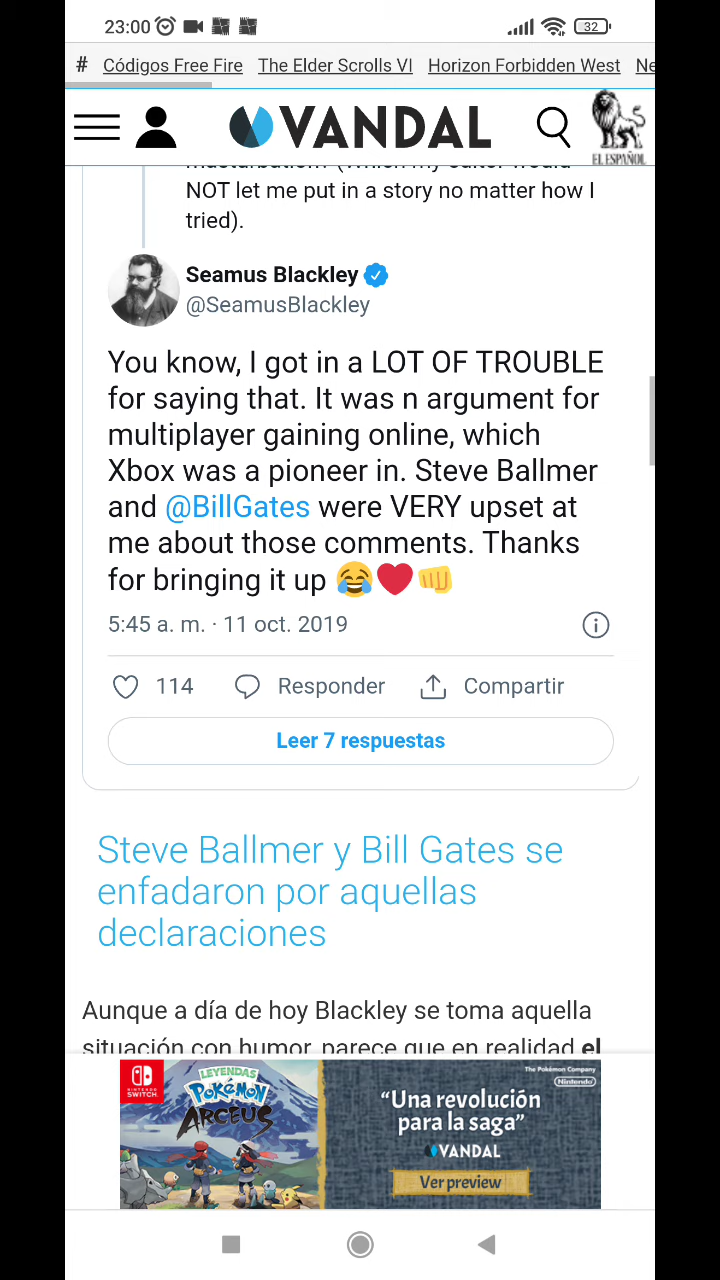 23:00
32
# Códigos Free Fire The Elder Scrolls VI Horizon Forbidden West Ne
VANDAL
EL ESPAÑOL
NOT let me put in a story no matter how I
tried).
Seamus Blackley
@SeamusBlackley
You know, I got in a LOT OF TROUBLE
for saying that. It was n argument for
multiplayer gaining online, which
Xbox was a pioneer in. Steve Ballmer
and @BillGates were VERY upset at
me about those comments. Thanks
for bringing it up 😂❤️👊
5:45 a. m. · 11 oct. 2019
114 Responder Compartir
Leer 7 respuestas
Steve Ballmer y Bill Gates se
enfadaron por aquellas
declaraciones
Aunque a día de hoy Blackley se toma aquella
situación con humor, parece que en realidad el
NINTENDO
SWITCH
LEYENDAS
POKÉMON
ARCEUS
The Pokémon Company
Nintendo
“Una revolución
para la saga”
VANDAL
Ver preview